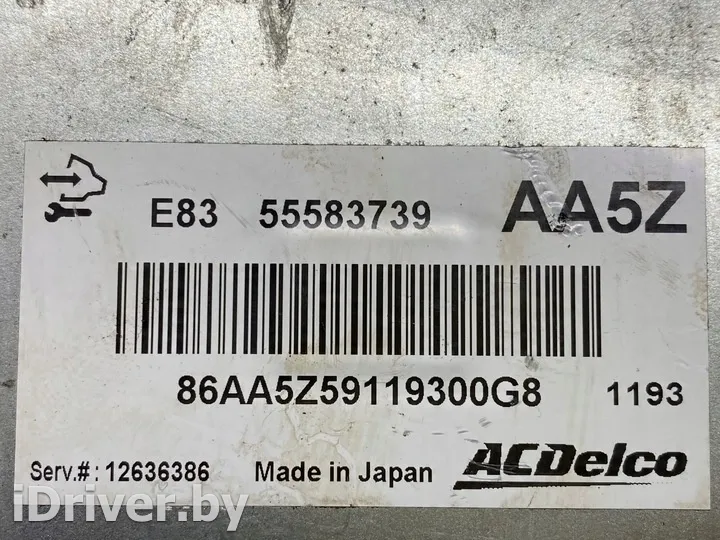 E83 55583739 AA5Z
86AA5Z59119300G8 1193
Serv.#: 12636386 Made in Japan ACDelco
iDriver.by